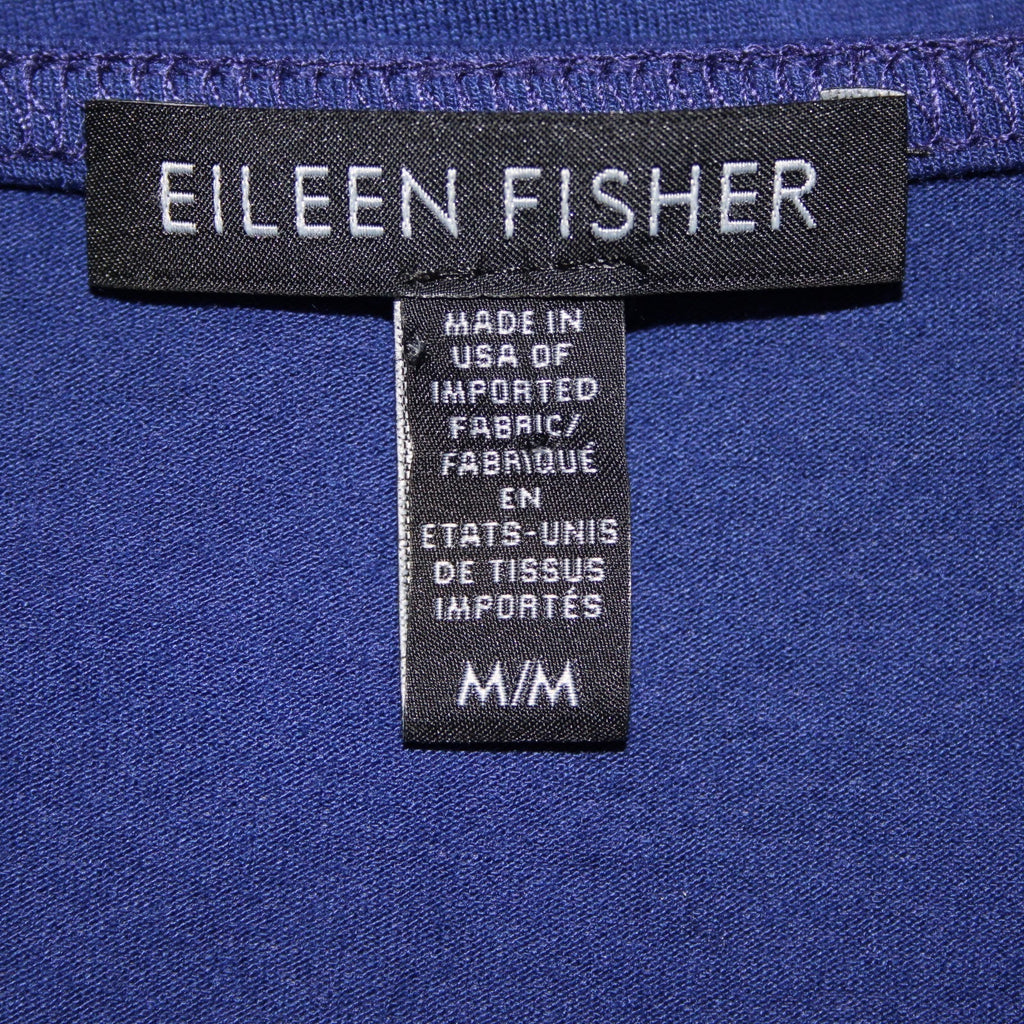 EILEEN FISHER
MADE IN
USA OF
IMPORTED
FABRIC/
FABRIQUÉ
EN
ETATS-UNIS
DE TISSUS
IMPORTÉS
M/M